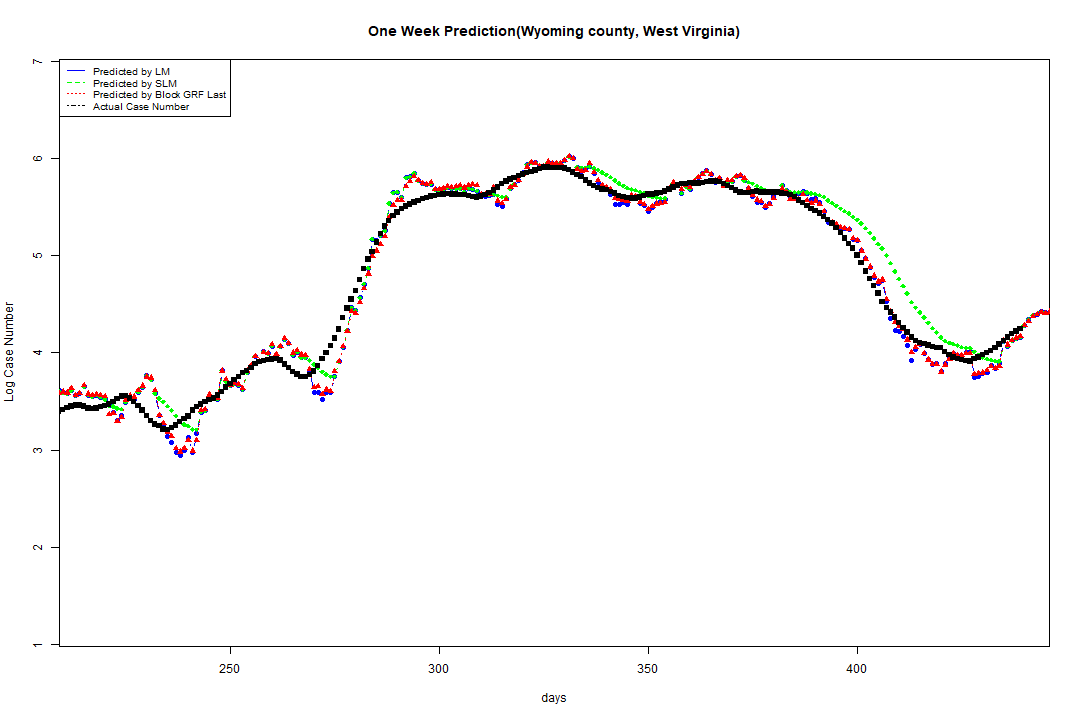 One Week Prediction(Wyoming county, West Virginia)
Predicted by LM
Predicted by SLM
Predicted by Block GRF Last
Actual Case Number
7
6
5
4
3
2
1
Log Case Number
250 300 350 400
days